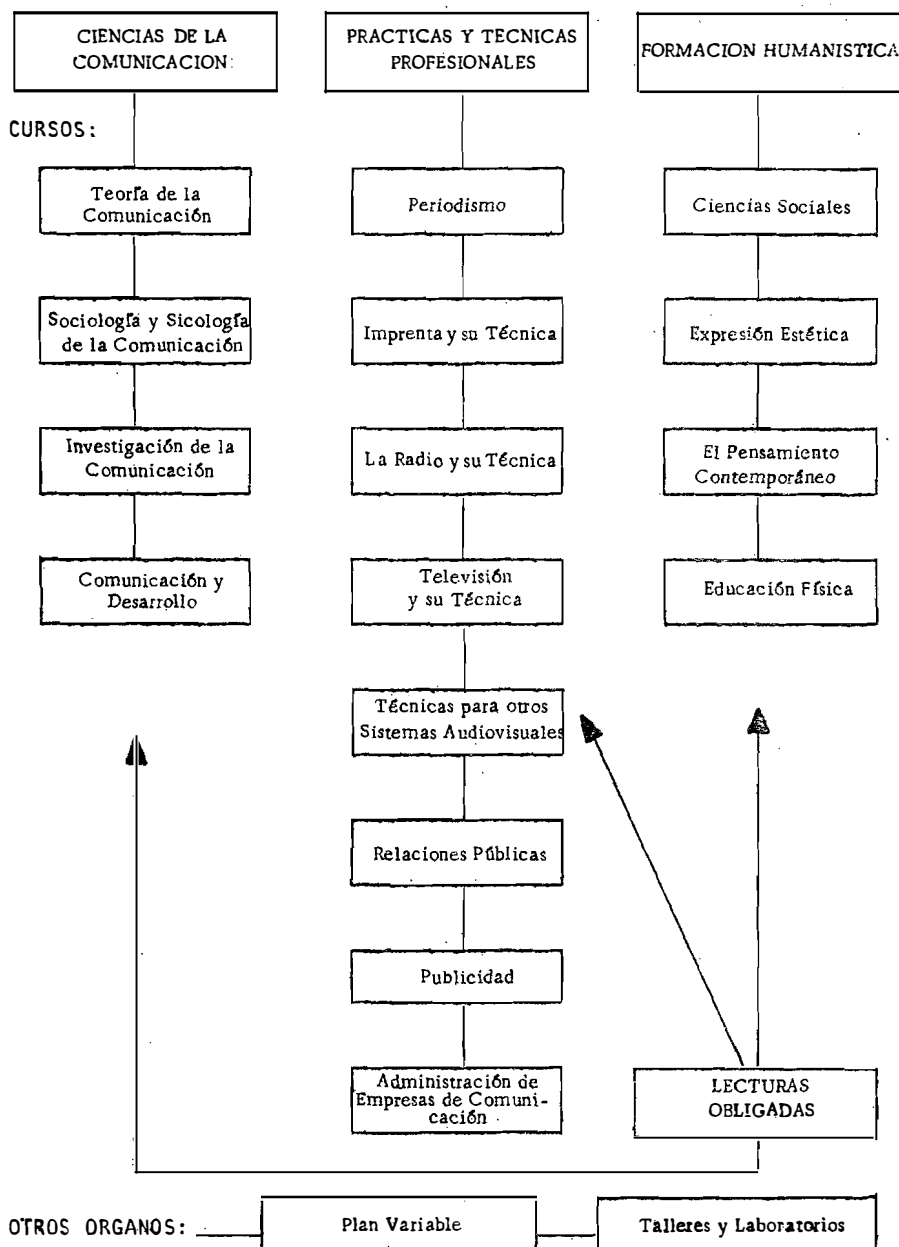 CIENCIAS DE LA
COMUNICACION:
PRACTICAS Y TECNICAS
PROFESIONALES
FORMACION HUMANISTICA
CURSOS:
Teoría de la
Comunicación
Sociología y Sicología
de la Comunicación
Investigación de la
Comunicación
Comunicación y
Desarrollo
Periodismo
Imprenta y su Técnica
La Radio y su Técnica
Televisión
y su Técnica
Técnicas para otros
Sistemas Audiovisuales
Relaciones Públicas
Publicidad
Administración de
Empresas de Comuni-
cación
Ciencias Sociales
Expresión Estética
El Pensamiento
Contemporáneo
Educación Física
LECTURAS
OBLIGADAS
OTROS ORGANOS:
Plan Variable
Talleres y Laboratorios